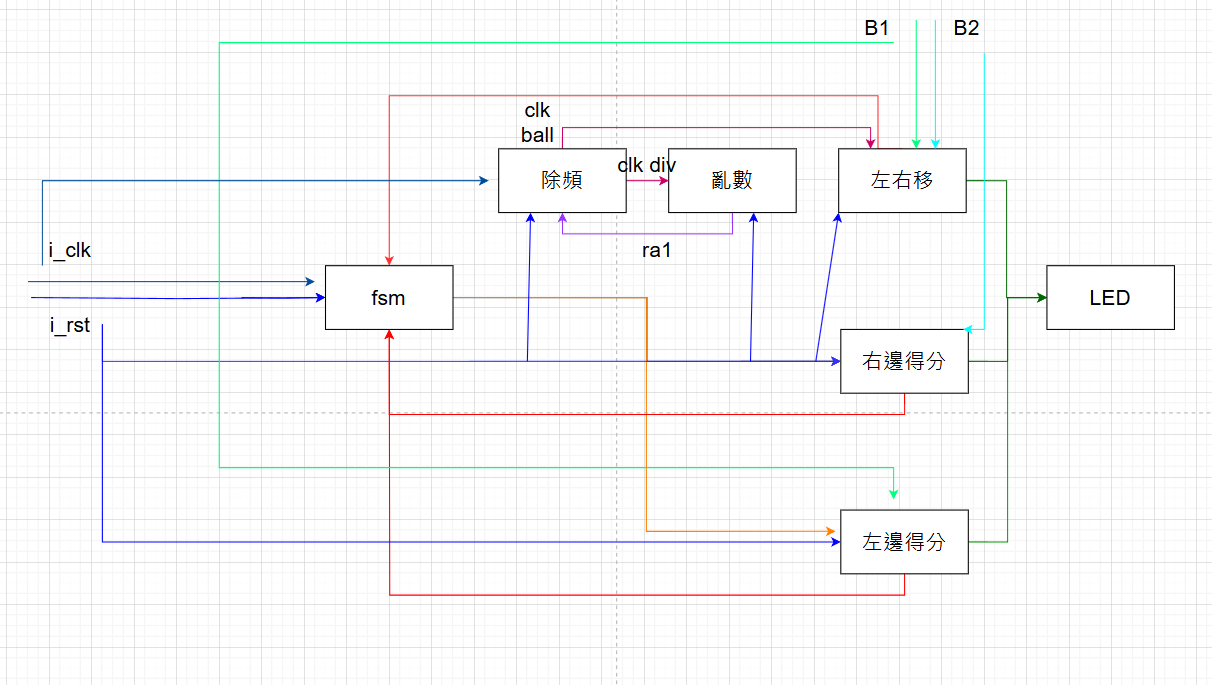 B1
B2
clk
ball
clk div
除頻
亂數
左右移
ra1
i_clk
fsm
LED
i_rst
右邊得分
左邊得分